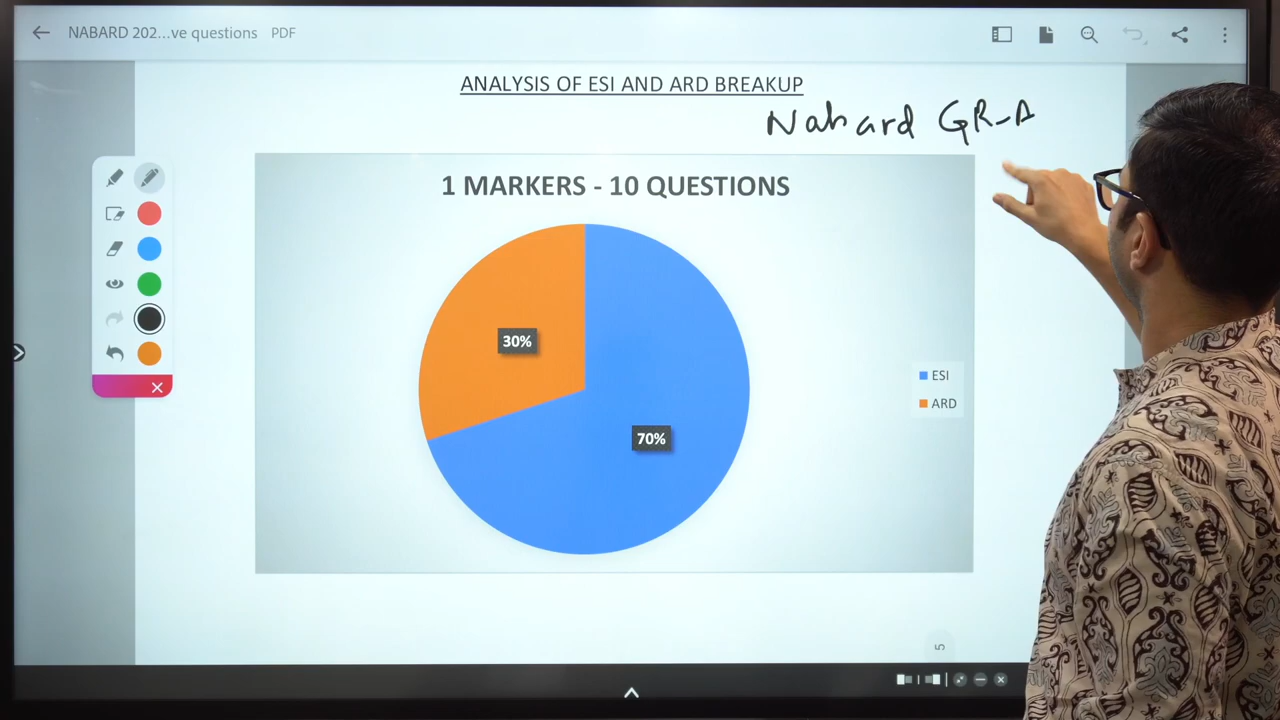 NABARD 202...ve questions PDF
ANALYSIS OF ESI AND ARD BREAKUP
Nabard GR-A
1 MARKERS - 10 QUESTIONS
30%
70%
ESI
ARD
5